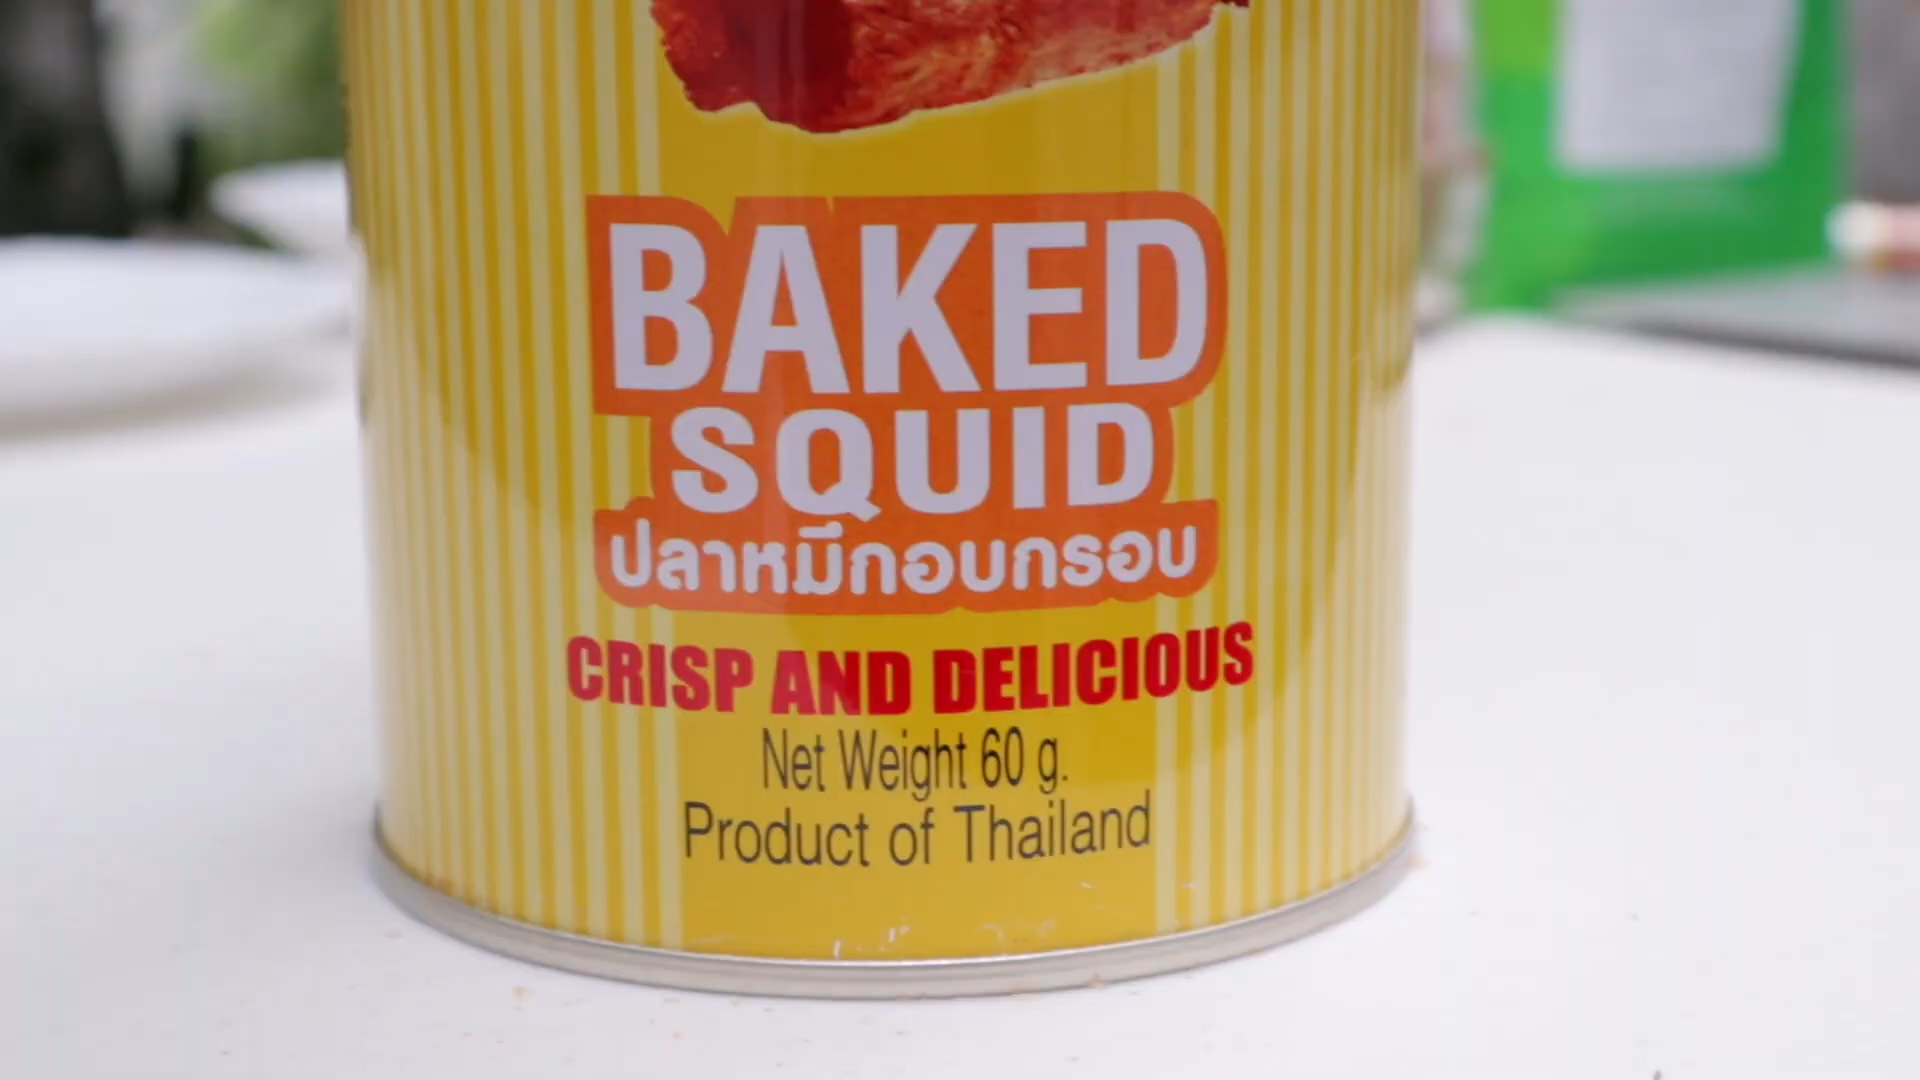 BAKED
SQUID
ปลาหมึกอบกรอบ
CRISP AND DELICIOUS
Net Weight 60 g.
Product of Thailand